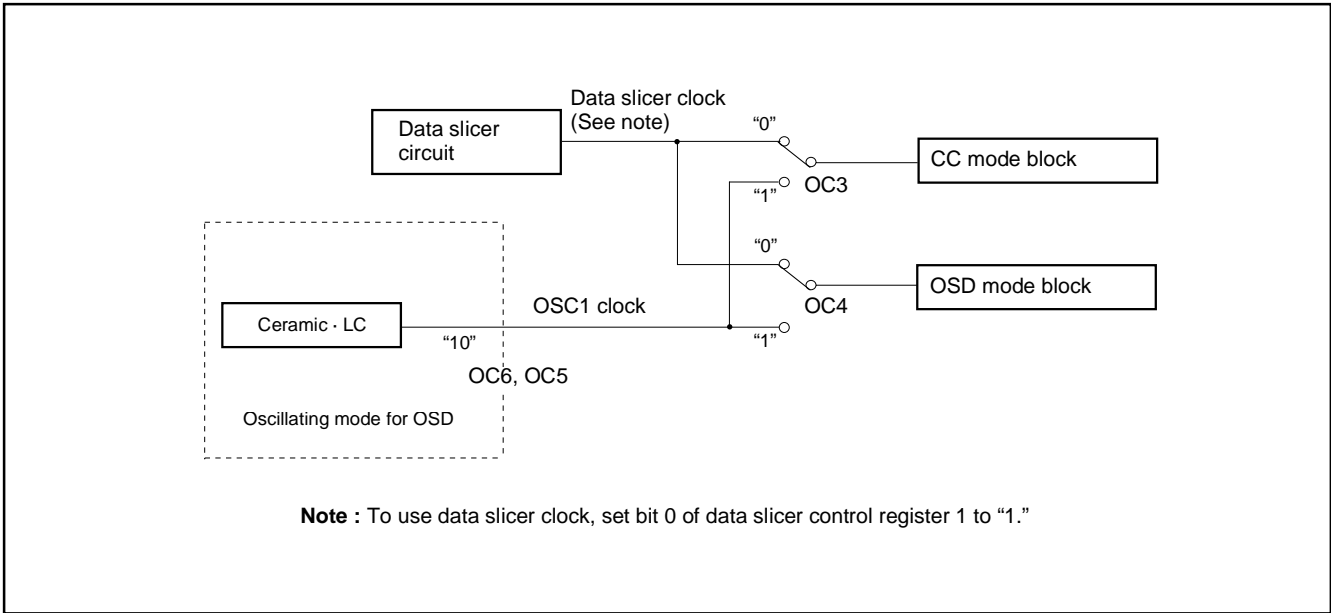 Data slicer clock
(See note)
Data slicer
circuit
“0”
CC mode block
“1”
OC3
“0”
OSD mode block
OC4
Ceramic · LC
“10”
OSC1 clock
“1”
OC6, OC5
Oscillating mode for OSD
Note : To use data slicer clock, set bit 0 of data slicer control register 1 to “1.”